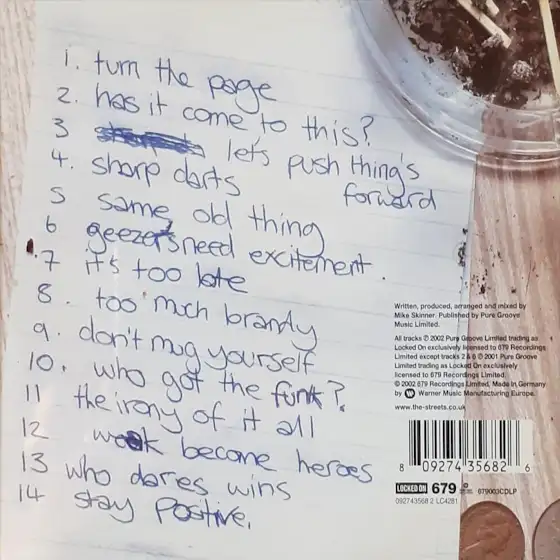 1. turn the page
2. has it come to this?
3 let's push thing's
forward
4. sharp darts
5 same old thing
6 geezers need excitement.
7 it's too late
8. too much brandy
9. don't mug yourself
10. who got the funk?
11 the irony of it all
12 weak become heroes
13 who dares wins
14 stay postive.
Written, produced, arranged and mixed by
Mike Skinner. Published by Pure Groove
Music Limited.
All tracks ℗ 2002 Pure Groove Limited trading as
Locked On exclusively licensed to 679 Recordings
Limited except tracks 2 & 6 ℗ 2001 Pure Groove
Limited trading as Locked On exclusively
licensed to 679 Recordings Limited.
© 2002 679 Recordings Limited, Made in Germany
by Warner Music Manufacturing Europe.
www.the-streets.co.uk
8 09274 35682 6
LOCKED ON 679 679003CDLP
092743568 2 LC4281